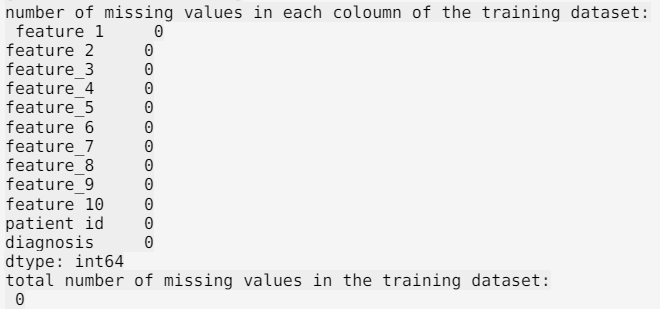 number of missing values in each coloumn of the training dataset:
 feature 1     0
feature 2     0
feature_3     0
feature_4     0
feature_5     0
feature 6     0
feature_7     0
feature_8     0
feature_9     0
feature 10    0
patient id    0
diagnosis     0
dtype: int64
total number of missing values in the training dataset:
 0